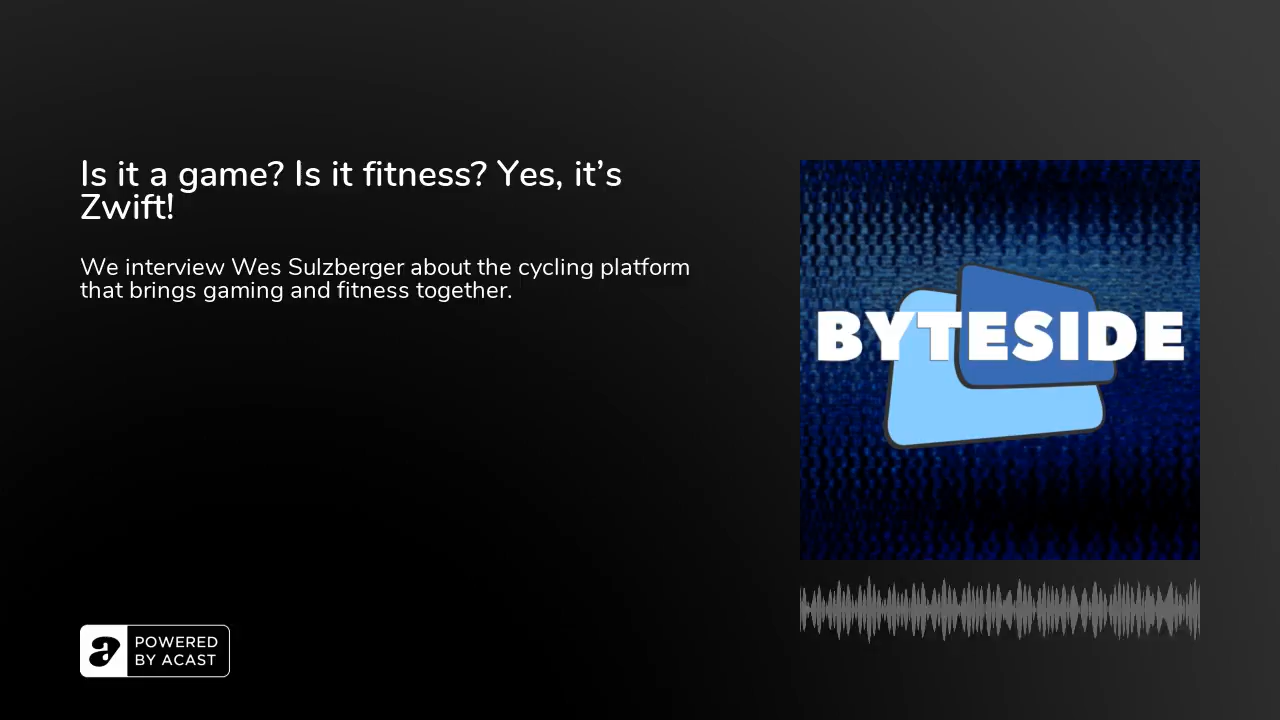 Is it a game? Is it fitness? Yes, it’s
Zwift!
We interview Wes Sulzberger about the cycling platform
that brings gaming and fitness together.
BYTESIDE
a POWERED
BY ACAST